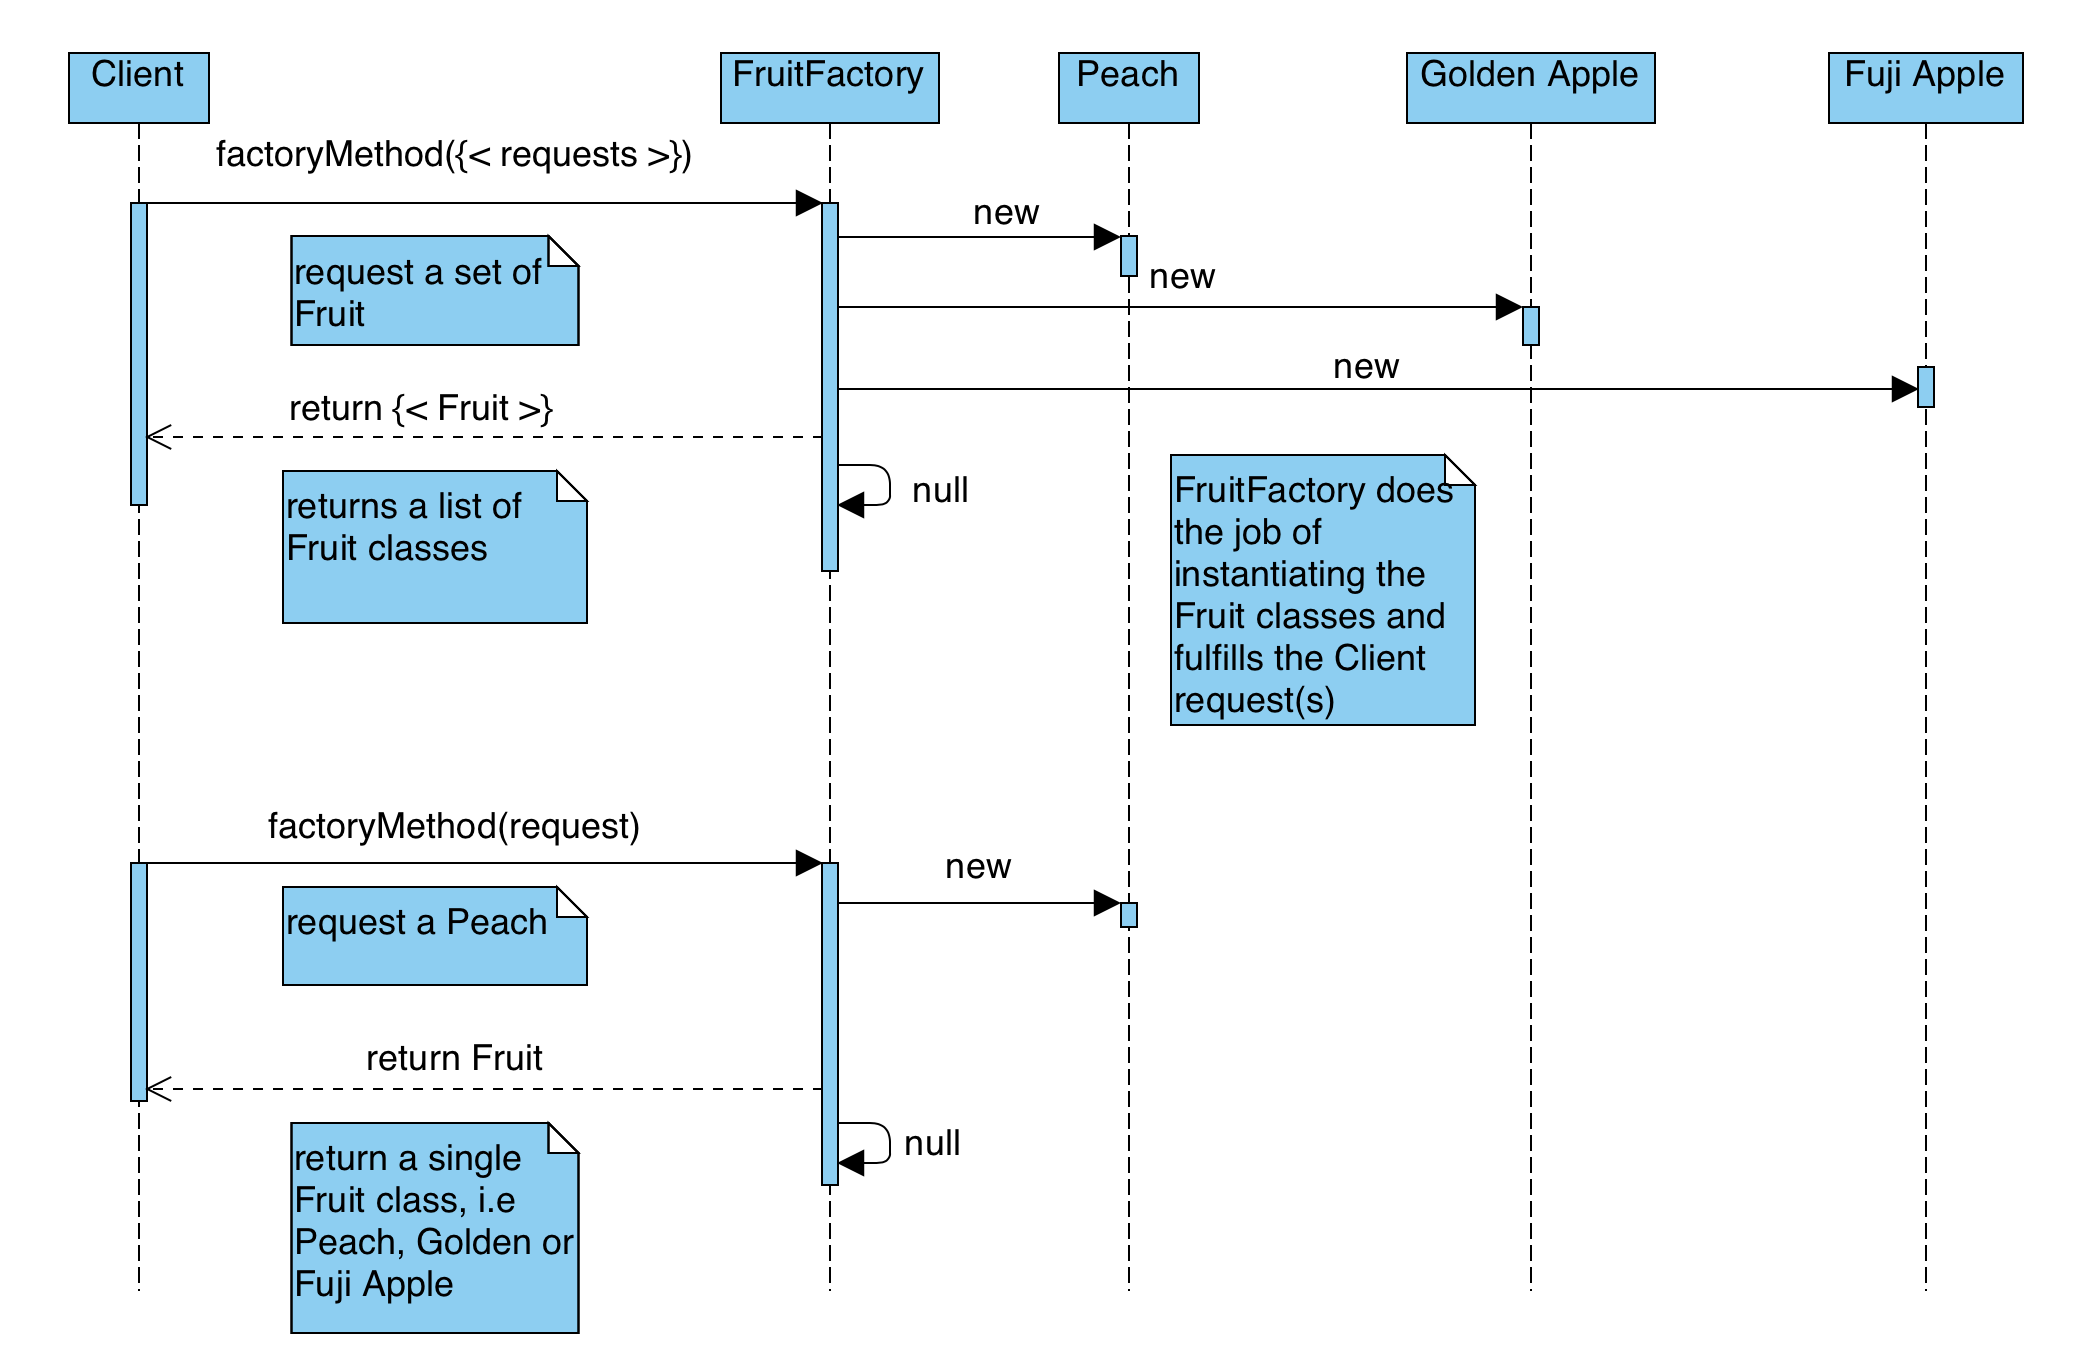 Client
FruitFactory
Peach
Golden Apple
Fuji Apple
factoryMethod({< requests >})
new
request a set of
Fruit
new
new
return {< Fruit >}
returns a list of
Fruit classes
null
FruitFactory does
the job of
instantiating the
Fruit classes and
fulfills the Client
request(s)
factoryMethod(request)
new
request a Peach
return Fruit
null
return a single
Fruit class, i.e
Peach, Golden or
Fuji Apple